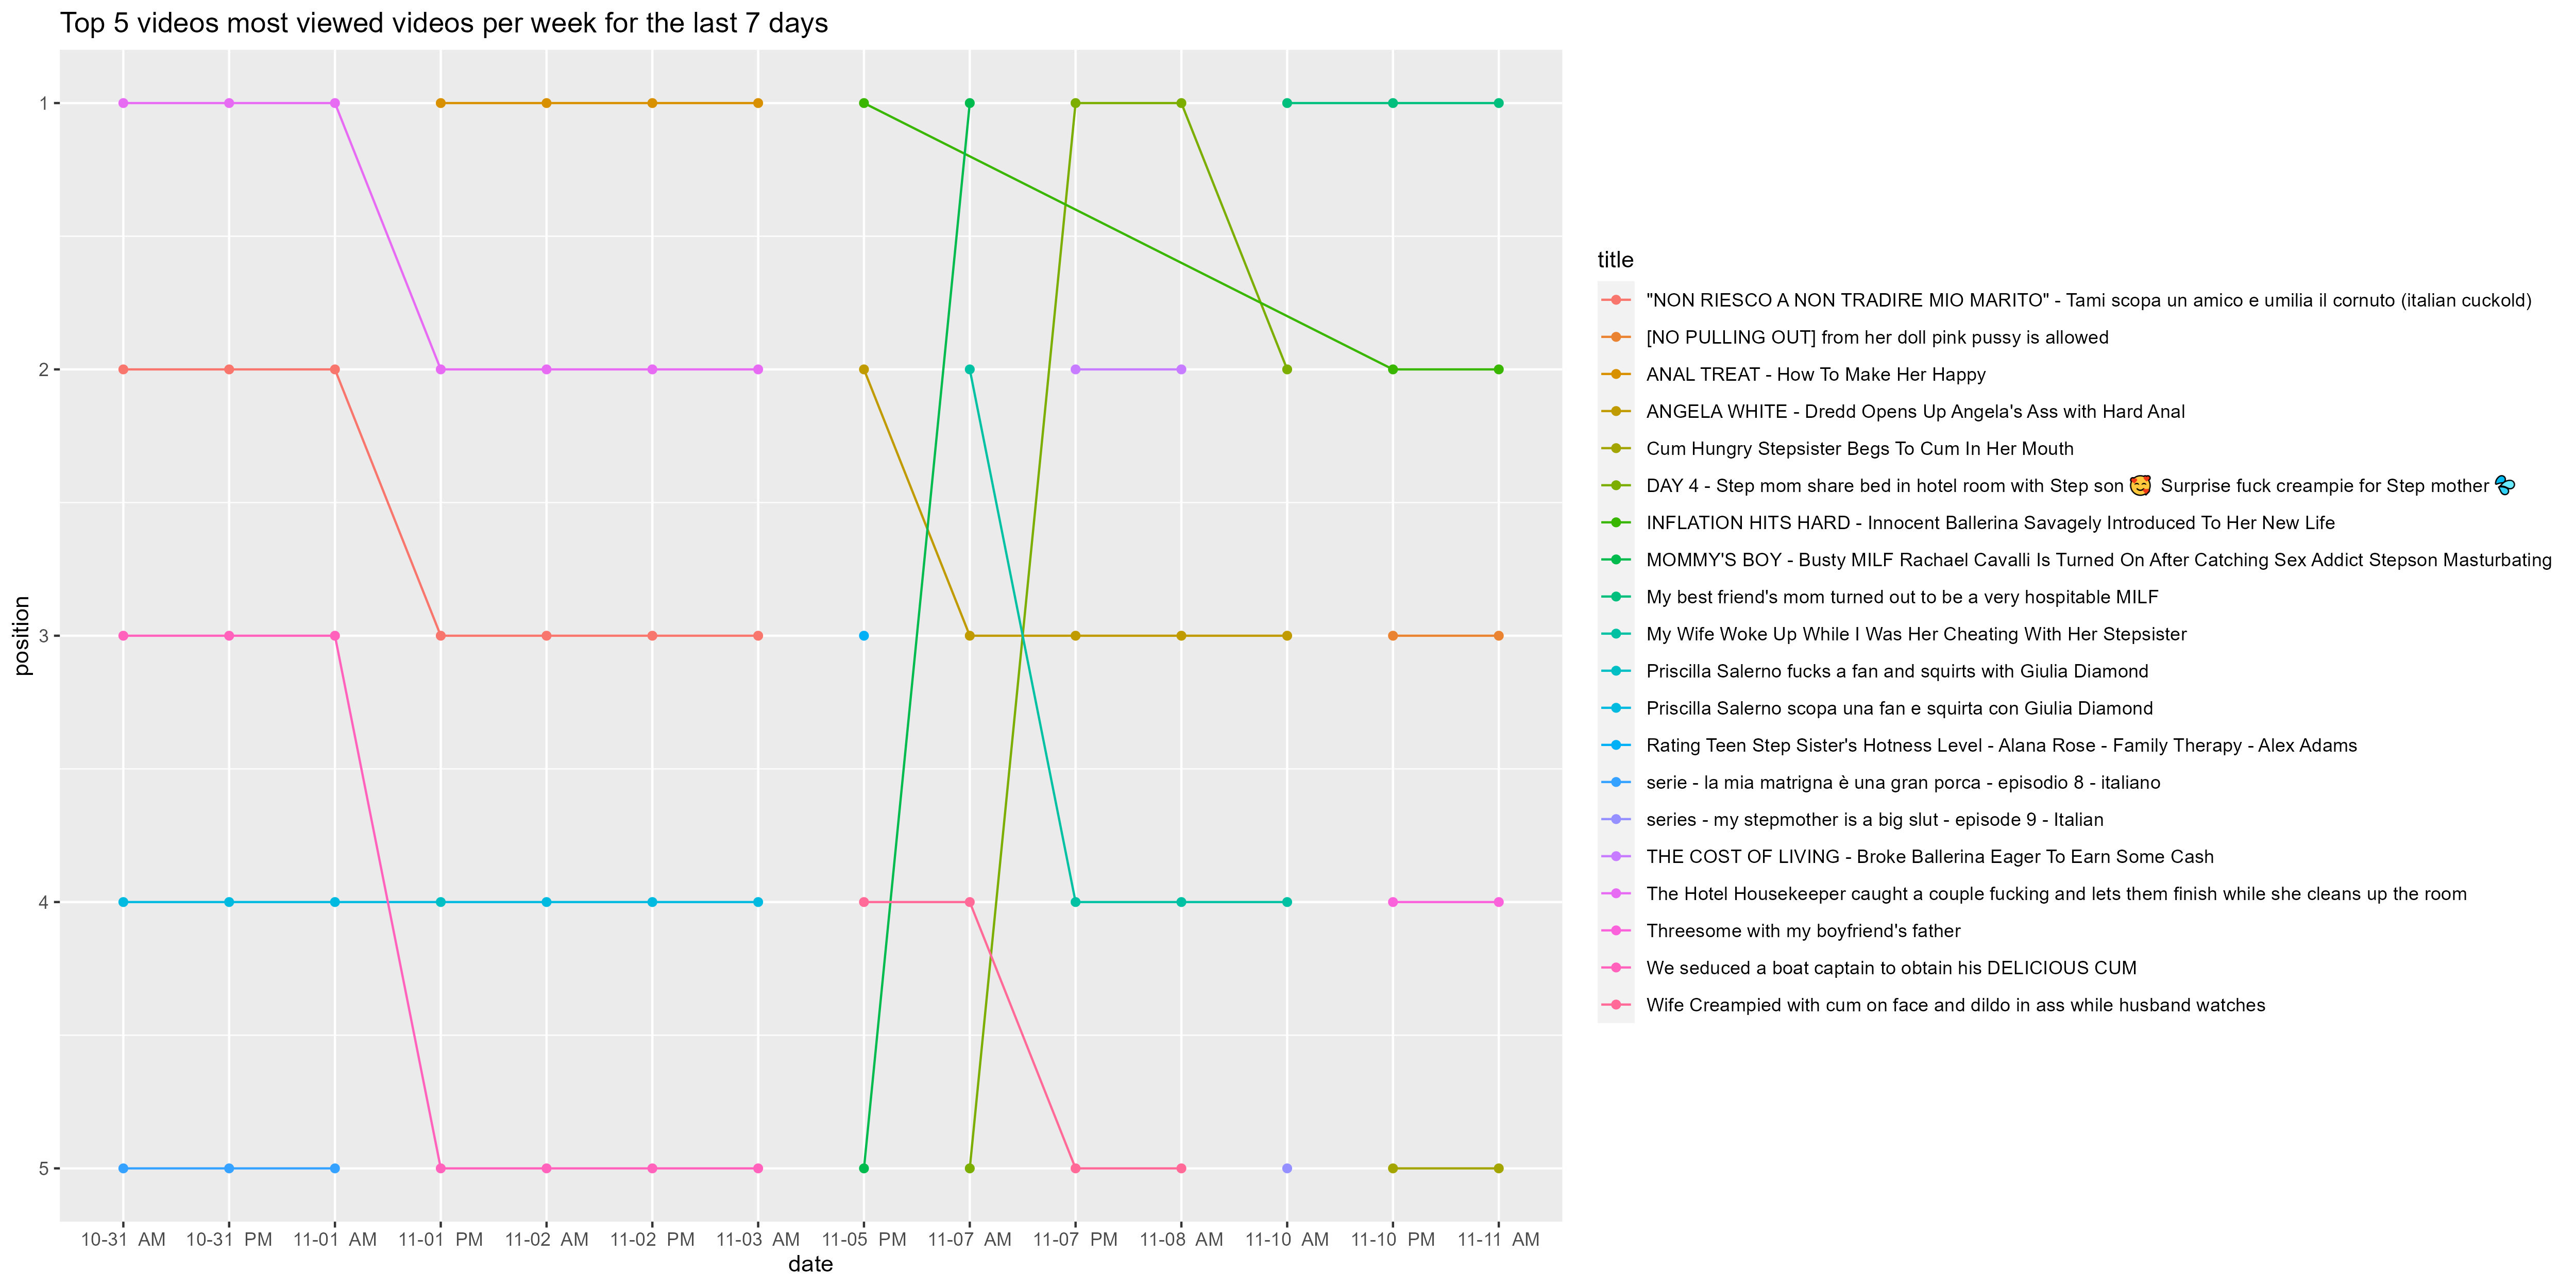 Top 5 videos most viewed videos per week for the last 7 days
position
1
2
3
4
5
10-31 AM
10-31 PM
11-01 AM
11-01 PM
11-02 AM
11-02 PM
11-03 AM
11-05 PM
11-07 AM
11-07 PM
11-08 AM
11-10 AM
11-10 PM
11-11 AM
date
title
"NON RIESCO A NON TRADIRE MIO MARITO" - Tami scopa un amico e umilia il cornuto (italian cuckold)
[NO PULLING OUT] from her doll pink pussy is allowed
ANAL TREAT - How To Make Her Happy
ANGELA WHITE - Dredd Opens Up Angela's Ass with Hard Anal
Cum Hungry Stepsister Begs To Cum In Her Mouth
DAY 4 - Step mom share bed in hotel room with Step son 🥰 Surprise fuck creampie for Step mother 💦
INFLATION HITS HARD - Innocent Ballerina Savagely Introduced To Her New Life
MOMMY'S BOY - Busty MILF Rachael Cavalli Is Turned On After Catching Sex Addict Stepson Masturbating
My best friend's mom turned out to be a very hospitable MILF
My Wife Woke Up While I Was Her Cheating With Her Stepsister
Priscilla Salerno fucks a fan and squirts with Giulia Diamond
Priscilla Salerno scopa una fan e squirta con Giulia Diamond
Rating Teen Step Sister's Hotness Level - Alana Rose - Family Therapy - Alex Adams
serie - la mia matrigna è una gran porca - episodio 8 - italiano
series - my stepmother is a big slut - episode 9 - Italian
THE COST OF LIVING - Broke Ballerina Eager To Earn Some Cash
The Hotel Housekeeper caught a couple fucking and lets them finish while she cleans up the room
Threesome with my boyfriend's father
We seduced a boat captain to obtain his DELICIOUS CUM
Wife Creampied with cum on face and dildo in ass while husband watches